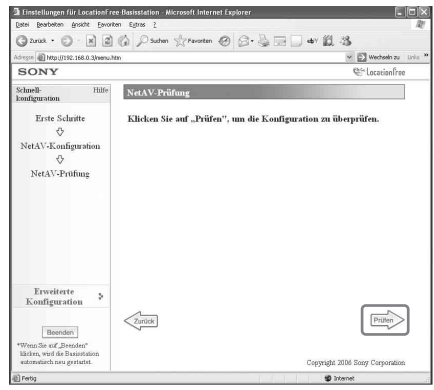 Einstellungen für LocationFree Basisstation - Microsoft Internet Explorer
Datei Bearbeiten Ansicht Favoriten Extras ?
Zurück Suchen Favoriten
Adresse http://192.168.0.3/menu.htm Wechseln zu Links »
SONY LocationFree
Schnell-
konfiguration
Hilfe
Erste Schritte
NetAV-Konfiguration
NetAV-Prüfung
Erweiterte
Konfiguration
Beenden
*Wenn Sie auf „Beenden"
klicken, wird die Basisstation
automatisch neu gestartet.
NetAV-Prüfung
Klicken Sie auf „Prüfen", um die Konfiguration zu überprüfen.
Zurück
Prüfen
Copyright 2006 Sony Corporation
Fertig Internet